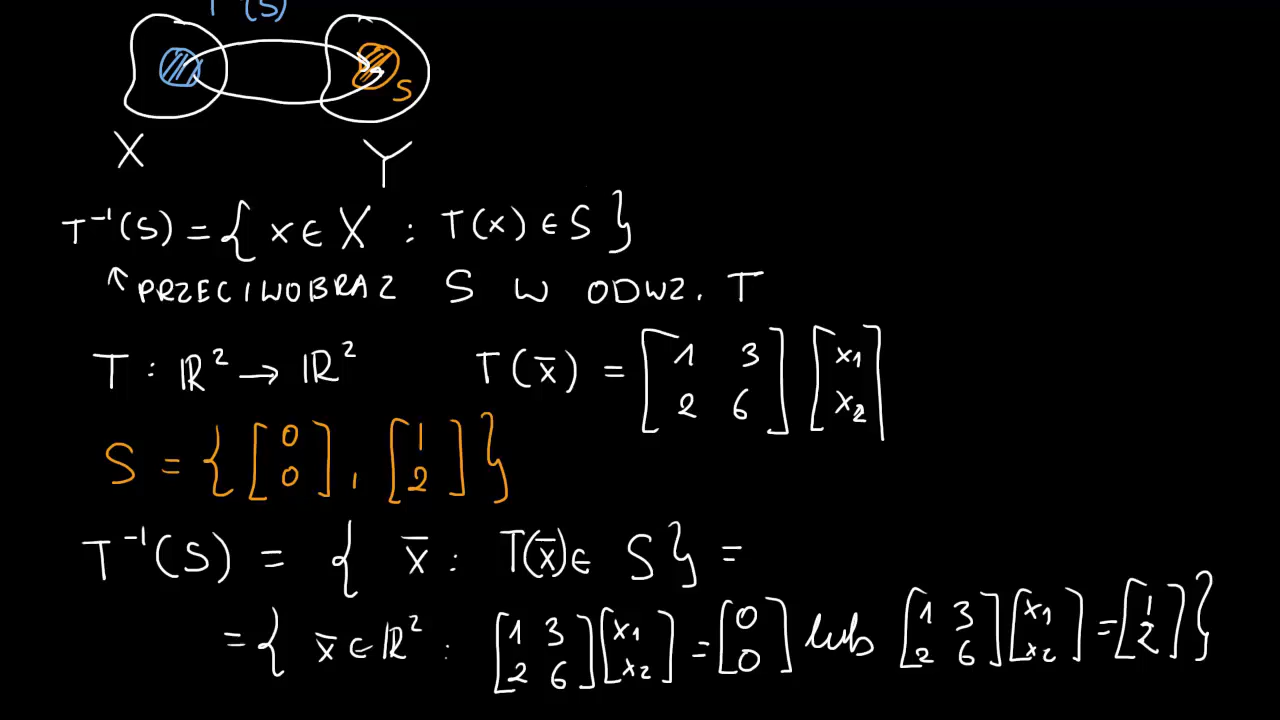 T⁻¹(S)
S
X Y
T⁻¹(S) = { x ∈ X : T(x) ∈ S }
↑ PRZECIWOBRAZ S W ODWZ. T
T : ℝ² → ℝ² T(x̄) = [1 3; 2 6] [x₁; x₂]
S = { [0; 0] , [1; 2] }
T⁻¹(S) = { x̄ : T(x̄) ∈ S } =
= { x̄ ∈ ℝ² : [1 3; 2 6] [x₁; x₂] = [0; 0] lub [1 3; 2 6] [x₁; x₂] = [1; 2] }